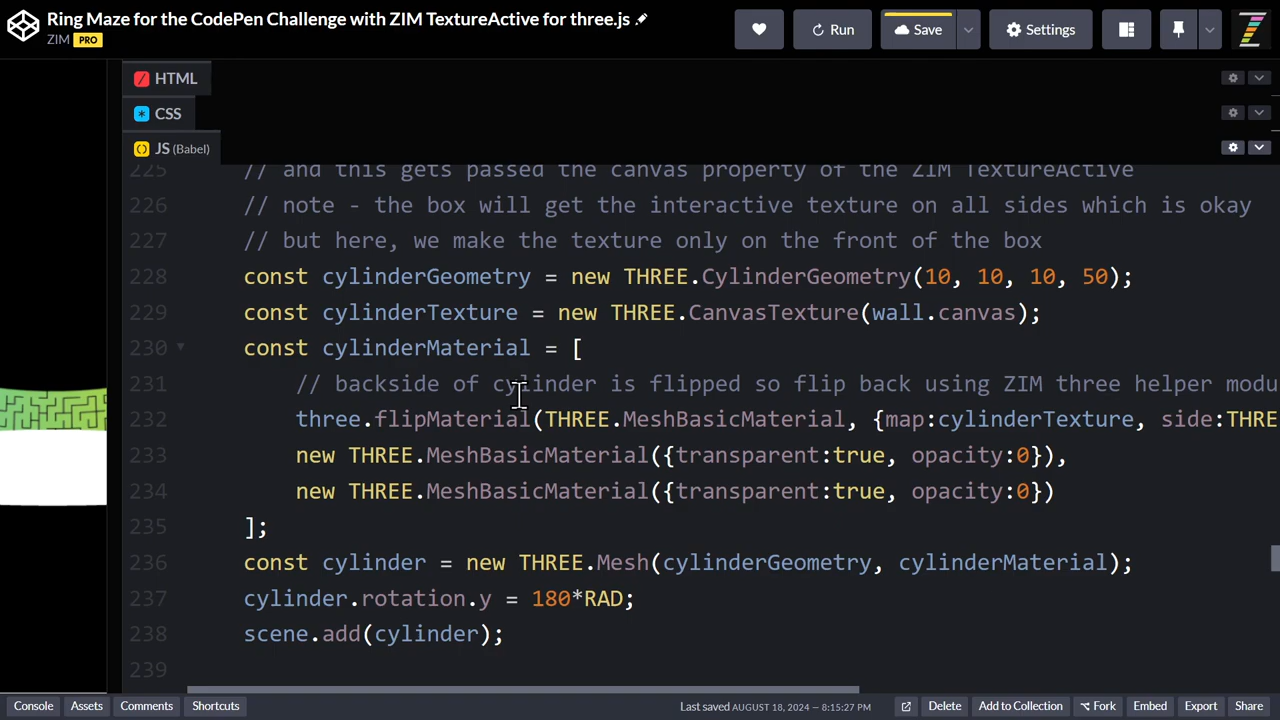 Ring Maze for the CodePen Challenge with ZIM TextureActive for three.js
ZIM PRO
Run
Save
Settings
HTML
CSS
JS (Babel)
225 // and this gets passed the canvas property of the ZIM TextureActive
226 // note - the box will get the interactive texture on all sides which is okay
227 // but here, we make the texture only on the front of the box
228 const cylinderGeometry = new THREE.CylinderGeometry(10, 10, 10, 50);
229 const cylinderTexture = new THREE.CanvasTexture(wall.canvas);
230 const cylinderMaterial = [
231 // backside of cylinder is flipped so flip back using ZIM three helper modu
232 three.flipMaterial(THREE.MeshBasicMaterial, {map:cylinderTexture, side:THRE
233 new THREE.MeshBasicMaterial({transparent:true, opacity:0}),
234 new THREE.MeshBasicMaterial({transparent:true, opacity:0})
235 ];
236 const cylinder = new THREE.Mesh(cylinderGeometry, cylinderMaterial);
237 cylinder.rotation.y = 180*RAD;
238 scene.add(cylinder);
239
Console Assets Comments Shortcuts Last saved AUGUST 18, 2024 — 8:15:27 PM Delete Add to Collection Fork Embed Export Share